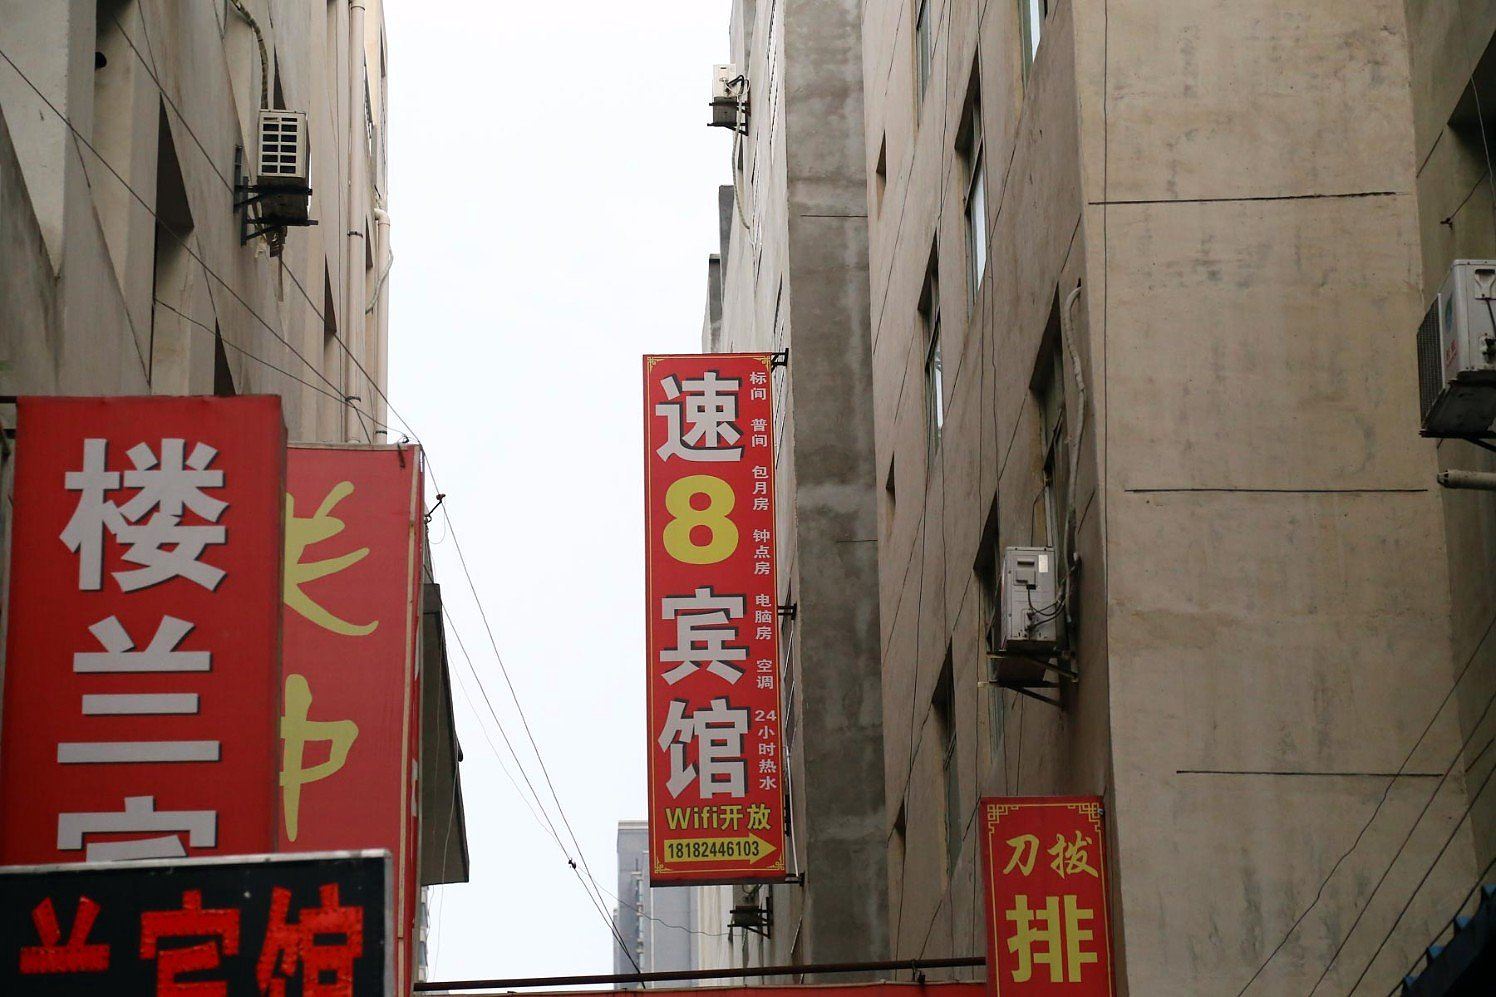 楼兰宾
兰宾馆
速8宾馆
标间 普间 包月房 钟点房 电脑房 空调 24小时热水
Wifi开放
18182446103
刀拨
排